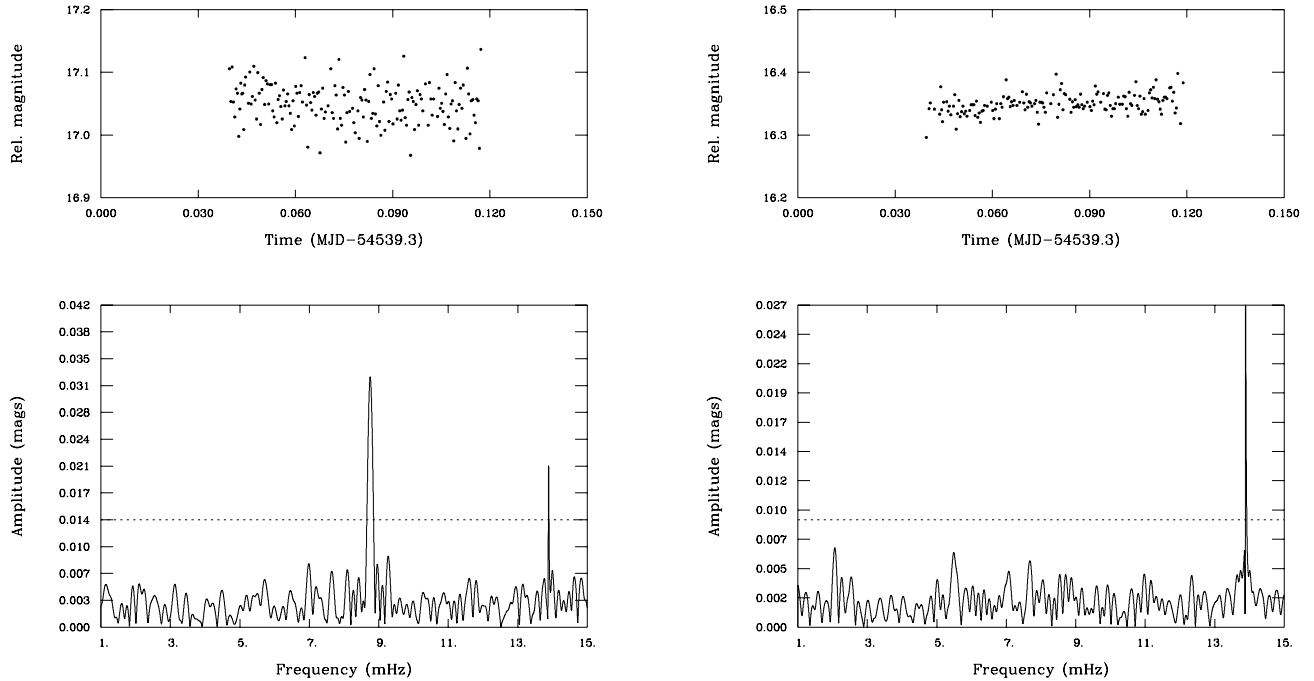 17.2
17.1
17.0
16.9
Rel. magnitude
0.000 0.030 0.060 0.090 0.120 0.150
Time (MJD-54539.3)
16.5
16.4
16.3
16.2
Rel. magnitude
0.000 0.030 0.060 0.090 0.120 0.150
Time (MJD-54539.3)
0.042
0.038
0.035
0.031
0.028
0.024
0.021
0.017
0.014
0.010
0.007
0.003
0.000
Amplitude (mags)
1. 3. 5. 7. 9. 11. 13. 15.
Frequency (mHz)
0.027
0.024
0.022
0.019
0.017
0.014
0.012
0.010
0.007
0.005
0.002
0.000
Amplitude (mags)
1. 3. 5. 7. 9. 11. 13. 15.
Frequency (mHz)